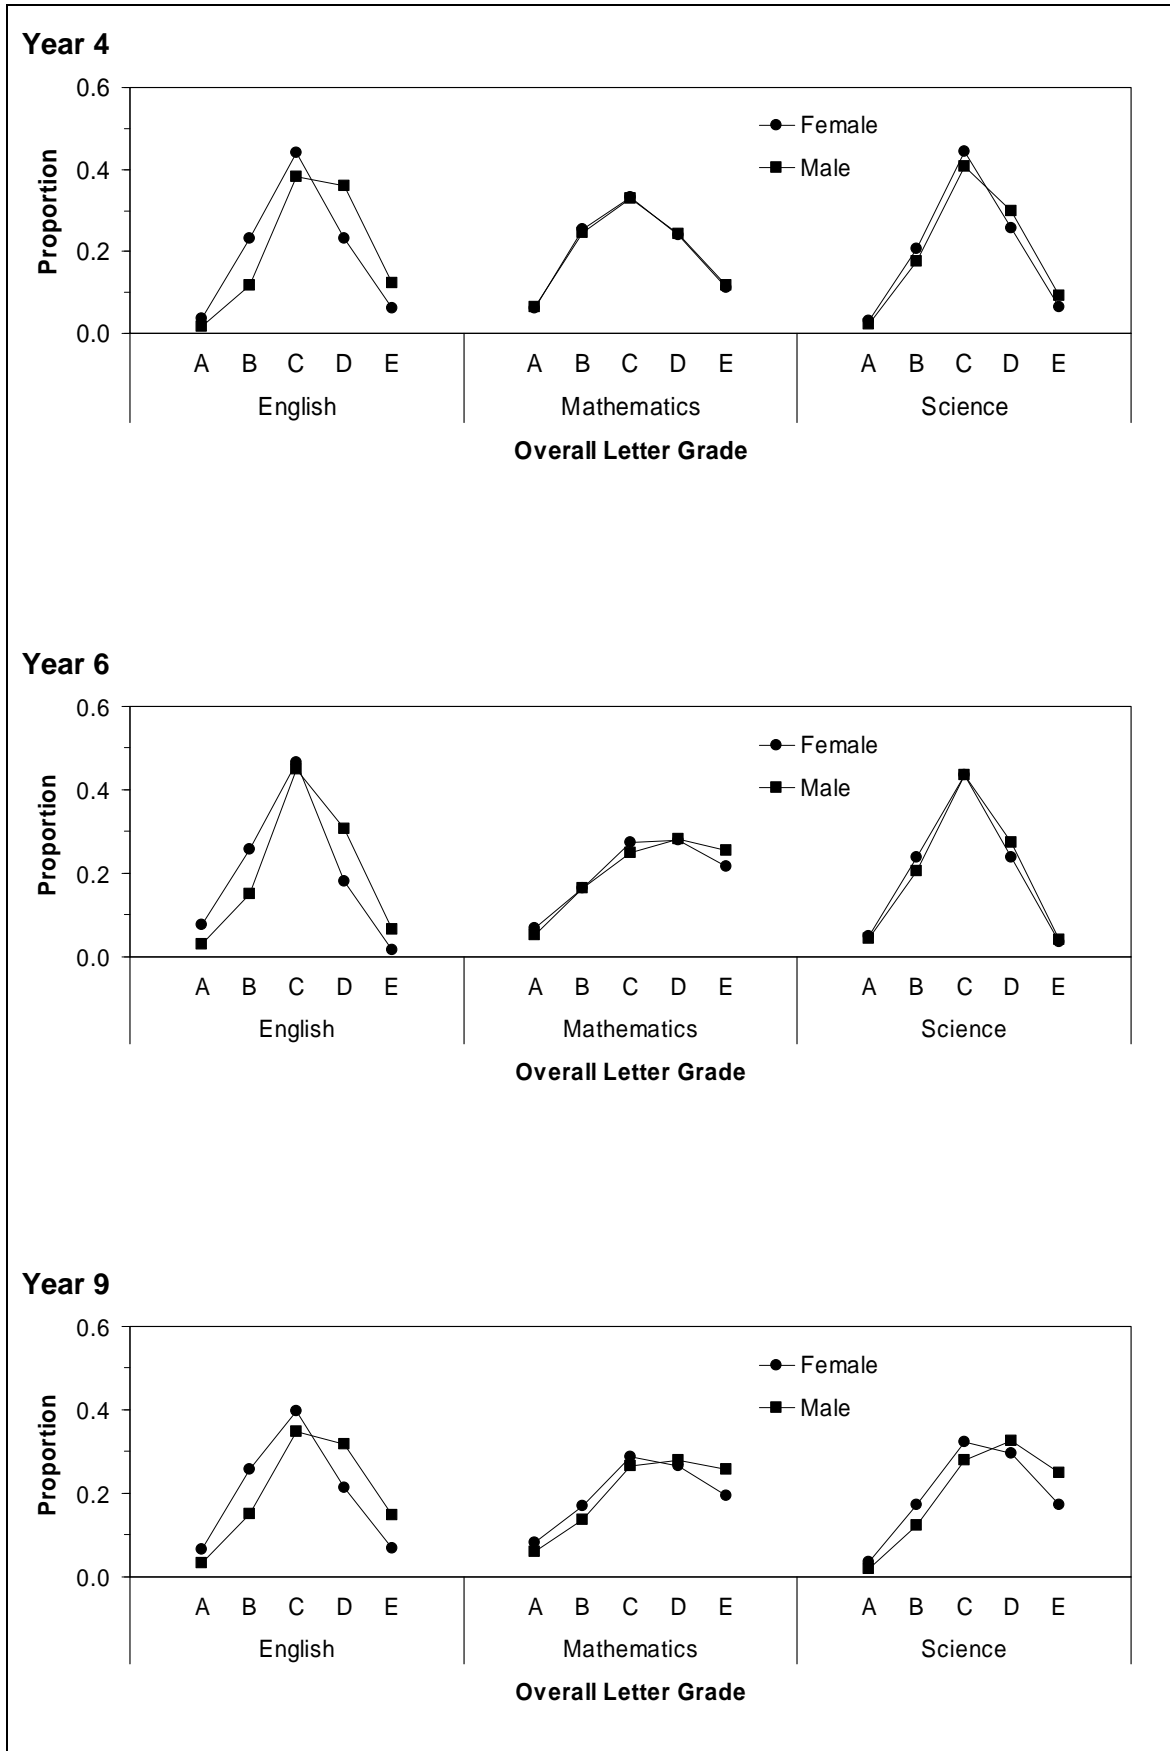 Year 4
0.6
0.4
0.2
0.0
Proportion
Female
Male
A B C D E A B C D E A B C D E
English Mathematics Science
Overall Letter Grade
Year 6
0.6
0.4
0.2
0.0
Proportion
Female
Male
A B C D E A B C D E A B C D E
English Mathematics Science
Overall Letter Grade
Year 9
0.6
0.4
0.2
0.0
Proportion
Female
Male
A B C D E A B C D E A B C D E
English Mathematics Science
Overall Letter Grade